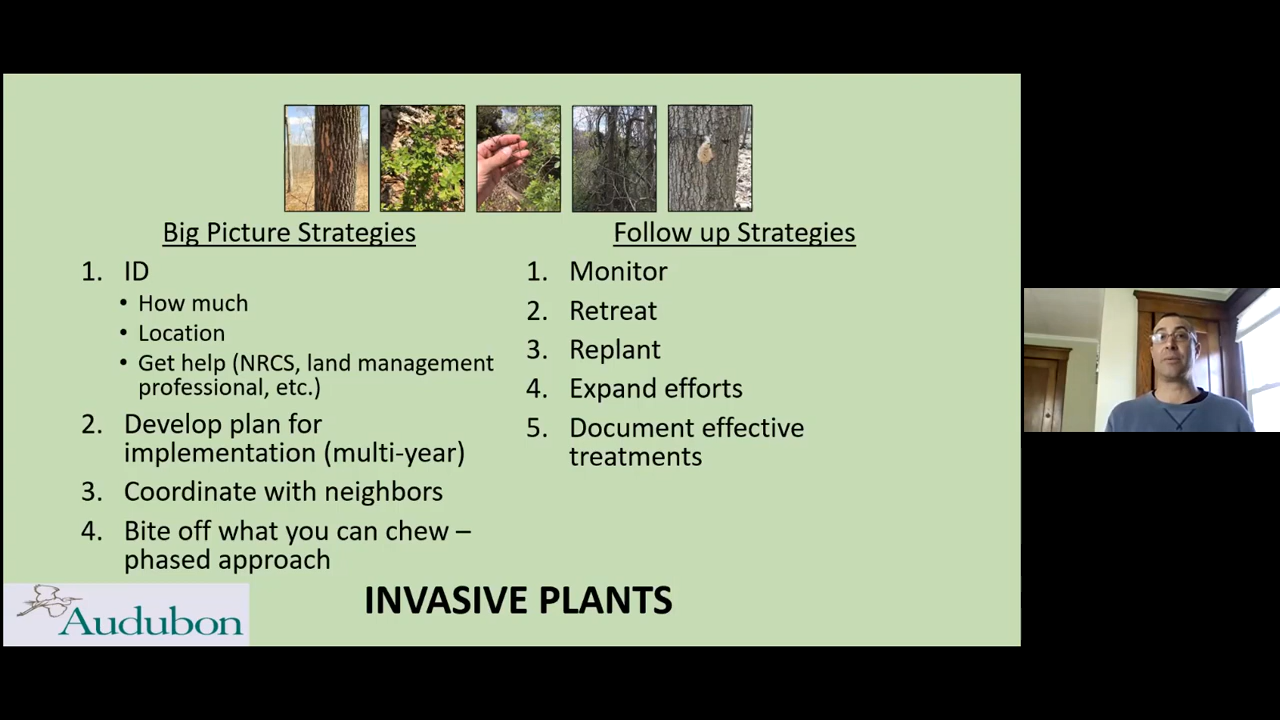 Big Picture Strategies
1. ID
• How much
• Location
• Get help (NRCS, land management
professional, etc.)
2. Develop plan for
implementation (multi-year)
3. Coordinate with neighbors
4. Bite off what you can chew –
phased approach
Follow up Strategies
1. Monitor
2. Retreat
3. Replant
4. Expand efforts
5. Document effective
treatments
INVASIVE PLANTS
Audubon